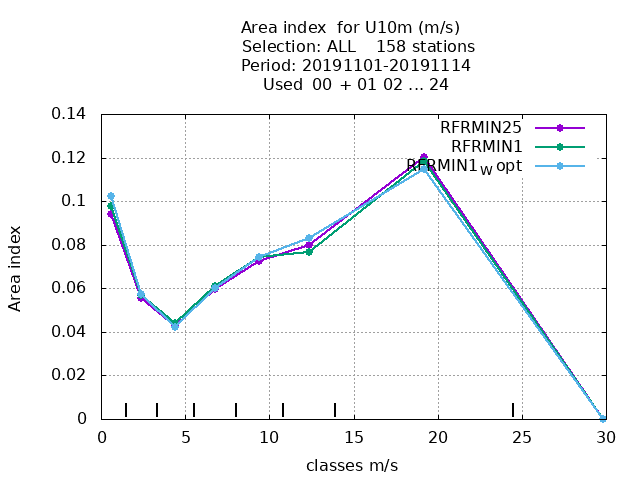 Area index for U10m (m/s)
Selection: ALL 158 stations
Period: 20191101-20191114
Used 00 + 01 02 ... 24
0.14
0.12
0.1
0.08
0.06
0.04
0.02
0
Area index
RFRMIN25
RFRMIN1
RFRMIN1W opt
0 5 10 15 20 25 30
classes m/s